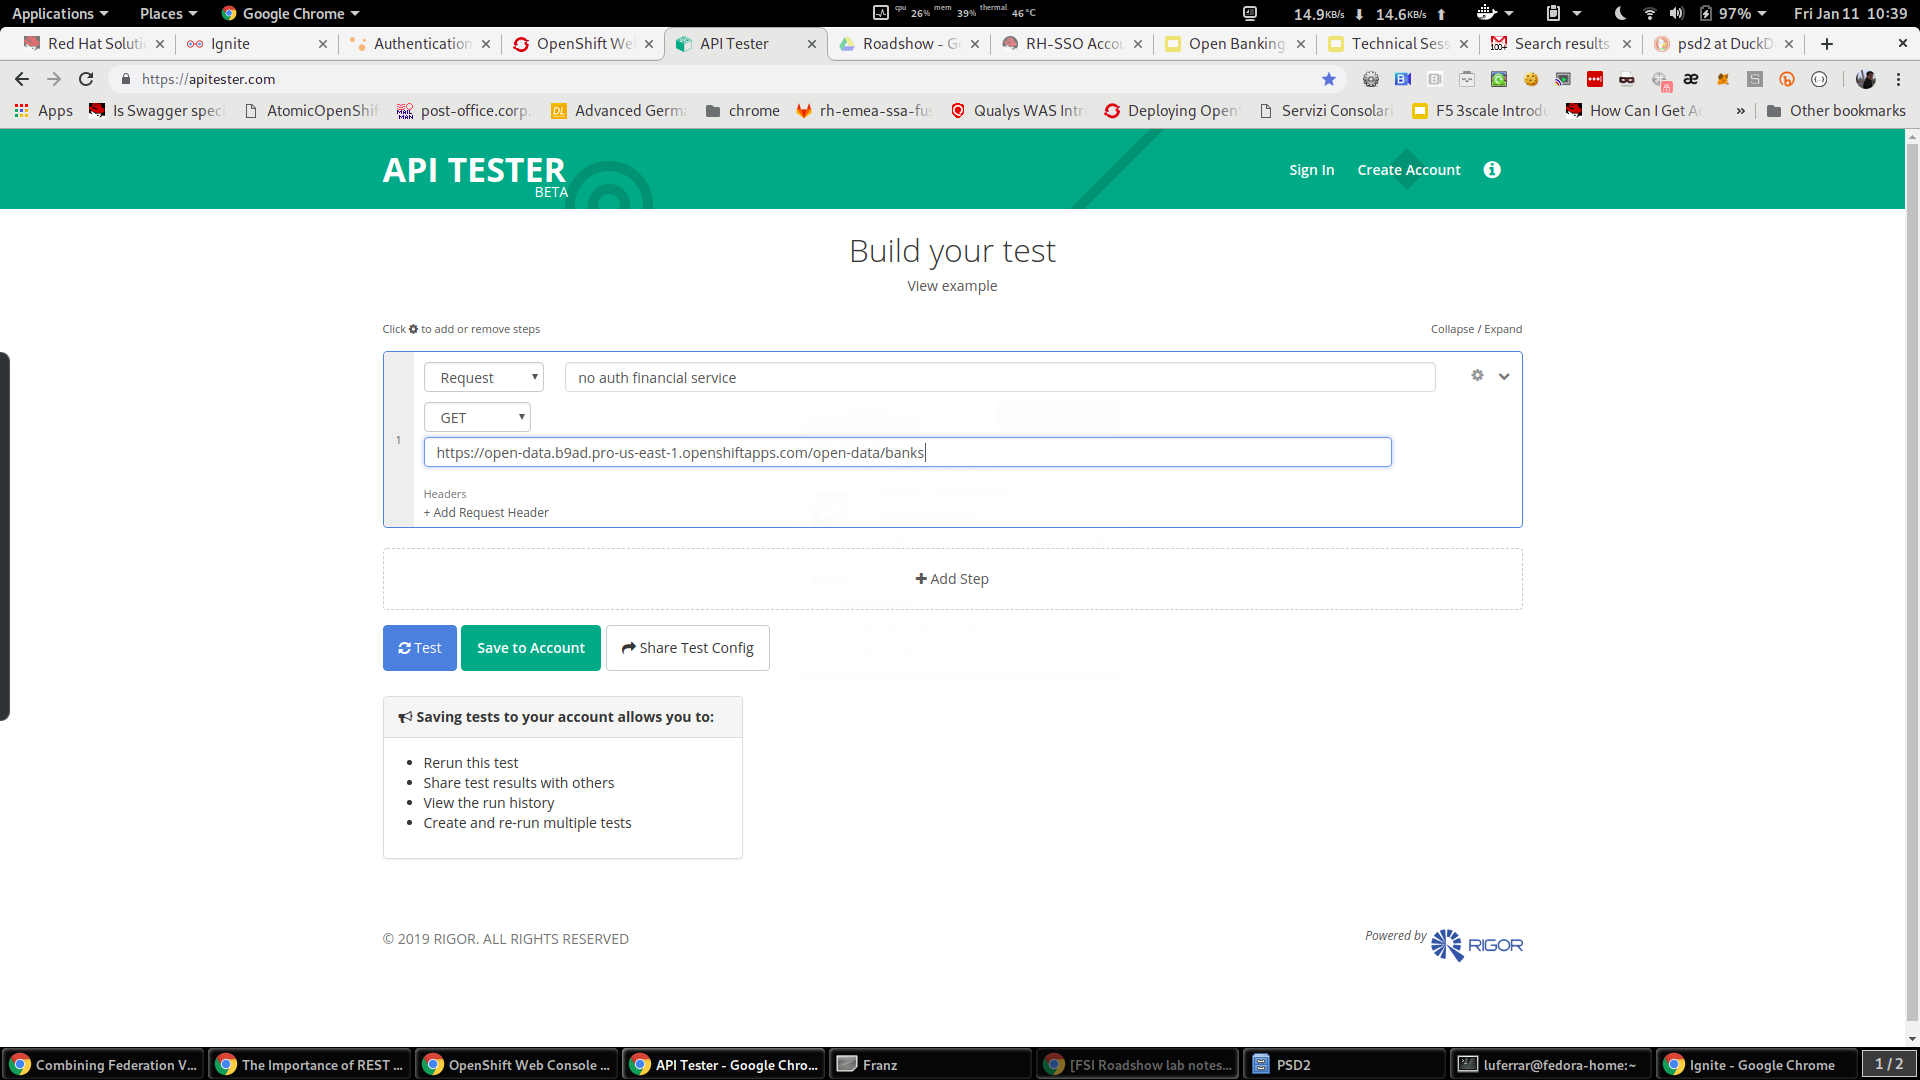 Applications Places Google Chrome cpu 26% mem 39% thermal 46°C 14.9KB/s 14.6KB/s 97% Fri Jan 11 10:39
Red Hat Soluti Ignite Authentication OpenShift We API Tester Roadshow - G RH-SSO Accou Open Banking Technical Sess 100+ Search results psd2 at DuckD
https://apitester.com
Apps Is Swagger spec AtomicOpenShif post-office.corp. Advanced Germa chrome rh-emea-ssa-fus Qualys WAS Intr Deploying Open Servizi Consolari F5 3scale Introdu How Can I Get A » Other bookmarks
API TESTER
BETA
Sign In Create Account
Build your test
View example
Click to add or remove steps Collapse / Expand
Request no auth financial service
GET
1
https://open-data.b9ad.pro-us-east-1.openshiftapps.com/open-data/banks
Headers
+ Add Request Header
Add Step
Test Save to Account Share Test Config
Saving tests to your account allows you to:
Rerun this test
Share test results with others
View the run history
Create and re-run multiple tests
© 2019 RIGOR. ALL RIGHTS RESERVED
Powered by RIGOR
Combining Federation V... The Importance of REST ... OpenShift Web Console ... API Tester - Google Chro... Franz [FSI Roadshow lab notes... PSD2 luferrar@fedora-home:~ Ignite - Google Chrome 1 / 2